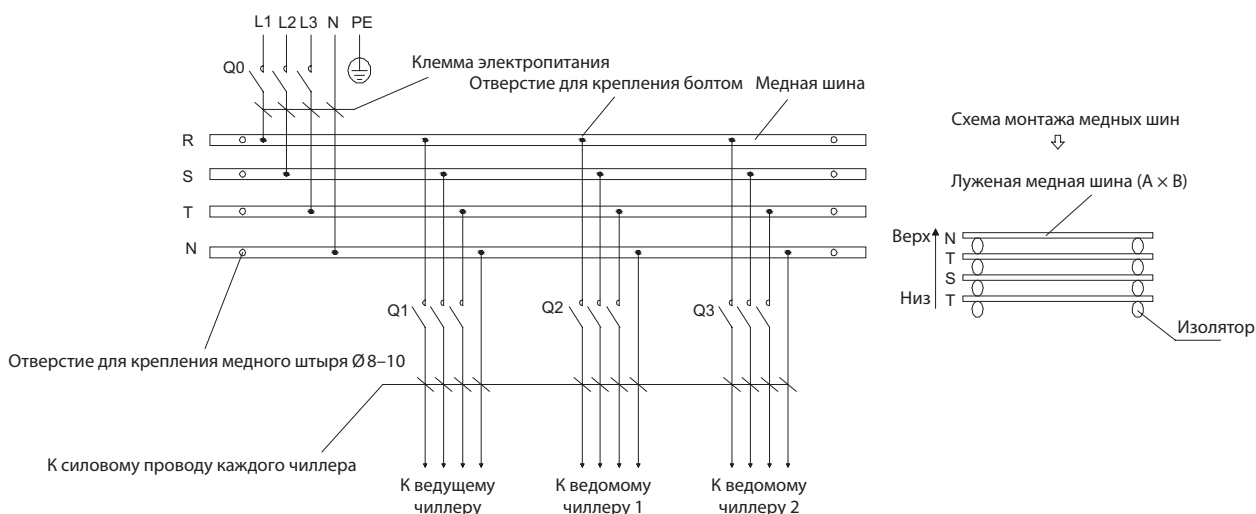 L1 L2 L3 N PE
Q0
Клемма электропитания
Отверстие для крепления болтом
Медная шина
R
S
T
N
Q1
Q2
Q3
Отверстие для крепления медного штыря Ø 8–10
К силовому проводу каждого чиллера
К ведущему
чиллеру
К ведомому
чиллеру 1
К ведомому
чиллеру 2
Схема монтажа медных шин
Луженая медная шина (A × B)
Верх
N
T
S
Низ
T
Изолятор